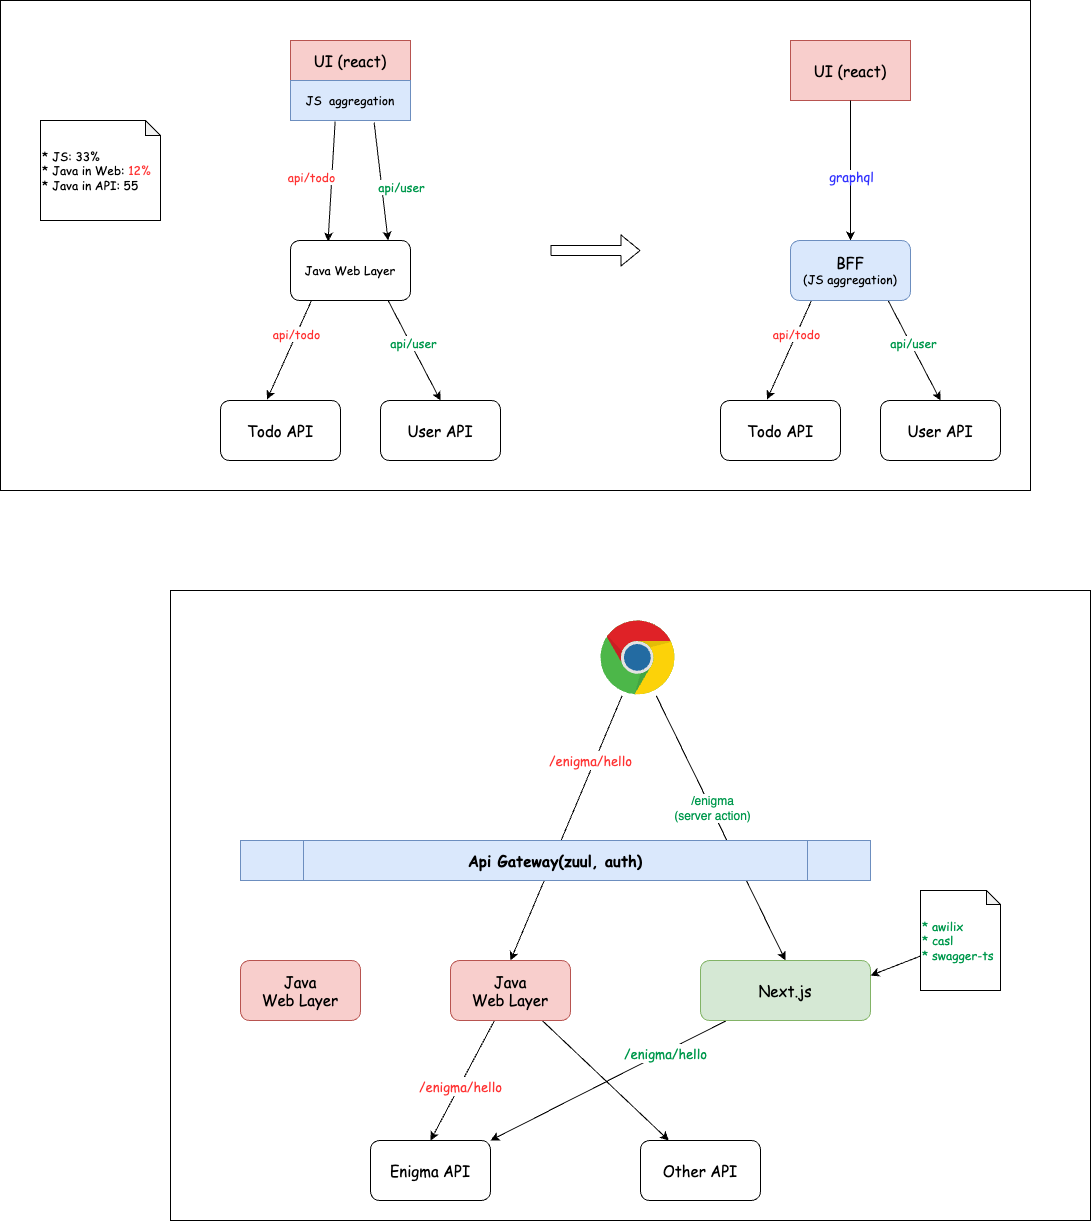 UI (react)
JS aggregation
* JS: 33%
* Java in Web: 12%
* Java in API: 55
api/todo
api/user
Java Web Layer
api/todo
api/user
Todo API
User API
UI (react)
graphql
BFF
(JS aggregation)
api/todo
api/user
Todo API
User API
/enigma/hello
/enigma
(server action)
Api Gateway(zuul, auth)
* awilix
* casl
* swagger-ts
Java
Web Layer
Java
Web Layer
Next.js
/enigma/hello
/enigma/hello
Enigma API
Other API